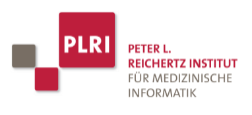 PLRI
PETER L.
REICHERTZ INSTITUT
FÜR MEDIZINISCHE
INFORMATIK